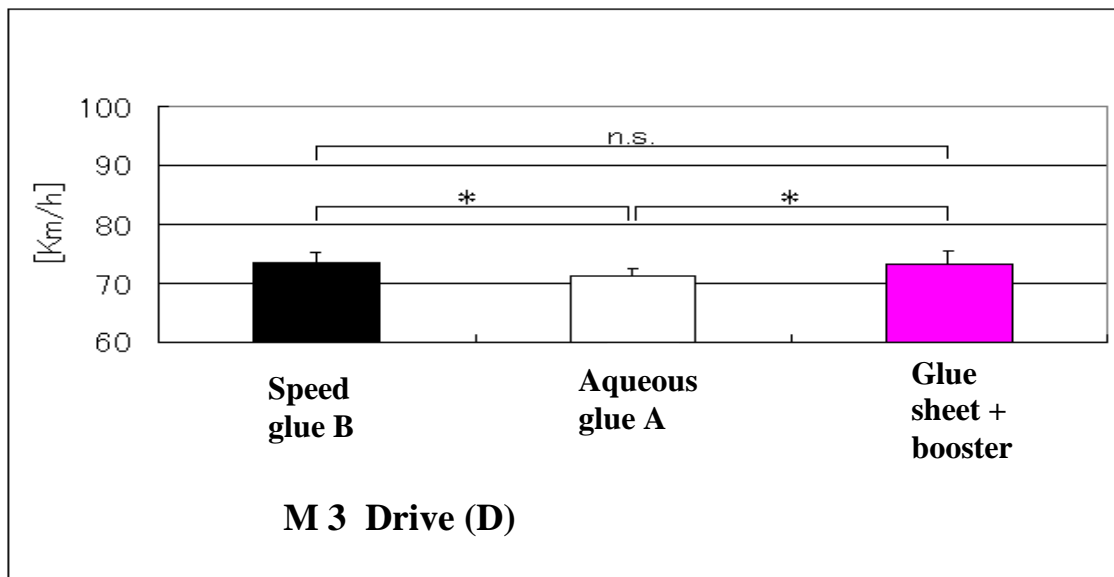 100
n.s.
90
[Km/h]
* *
80
70
60
Speed
glue B
Aqueous
glue A
Glue
sheet +
booster
M 3 Drive (D)